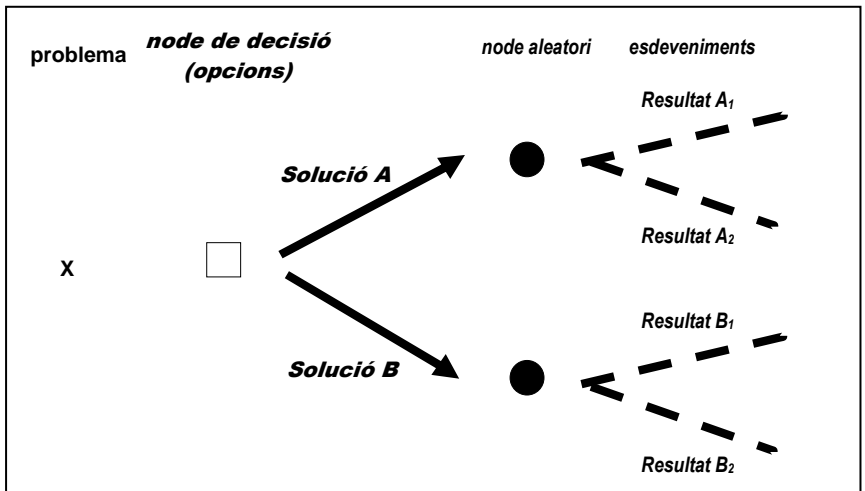 problema
node de decisió
(opcions)
node aleatori
esdeveniments
Resultat A₁
Solució A
Resultat A₂
X
Resultat B₁
Solució B
Resultat B₂